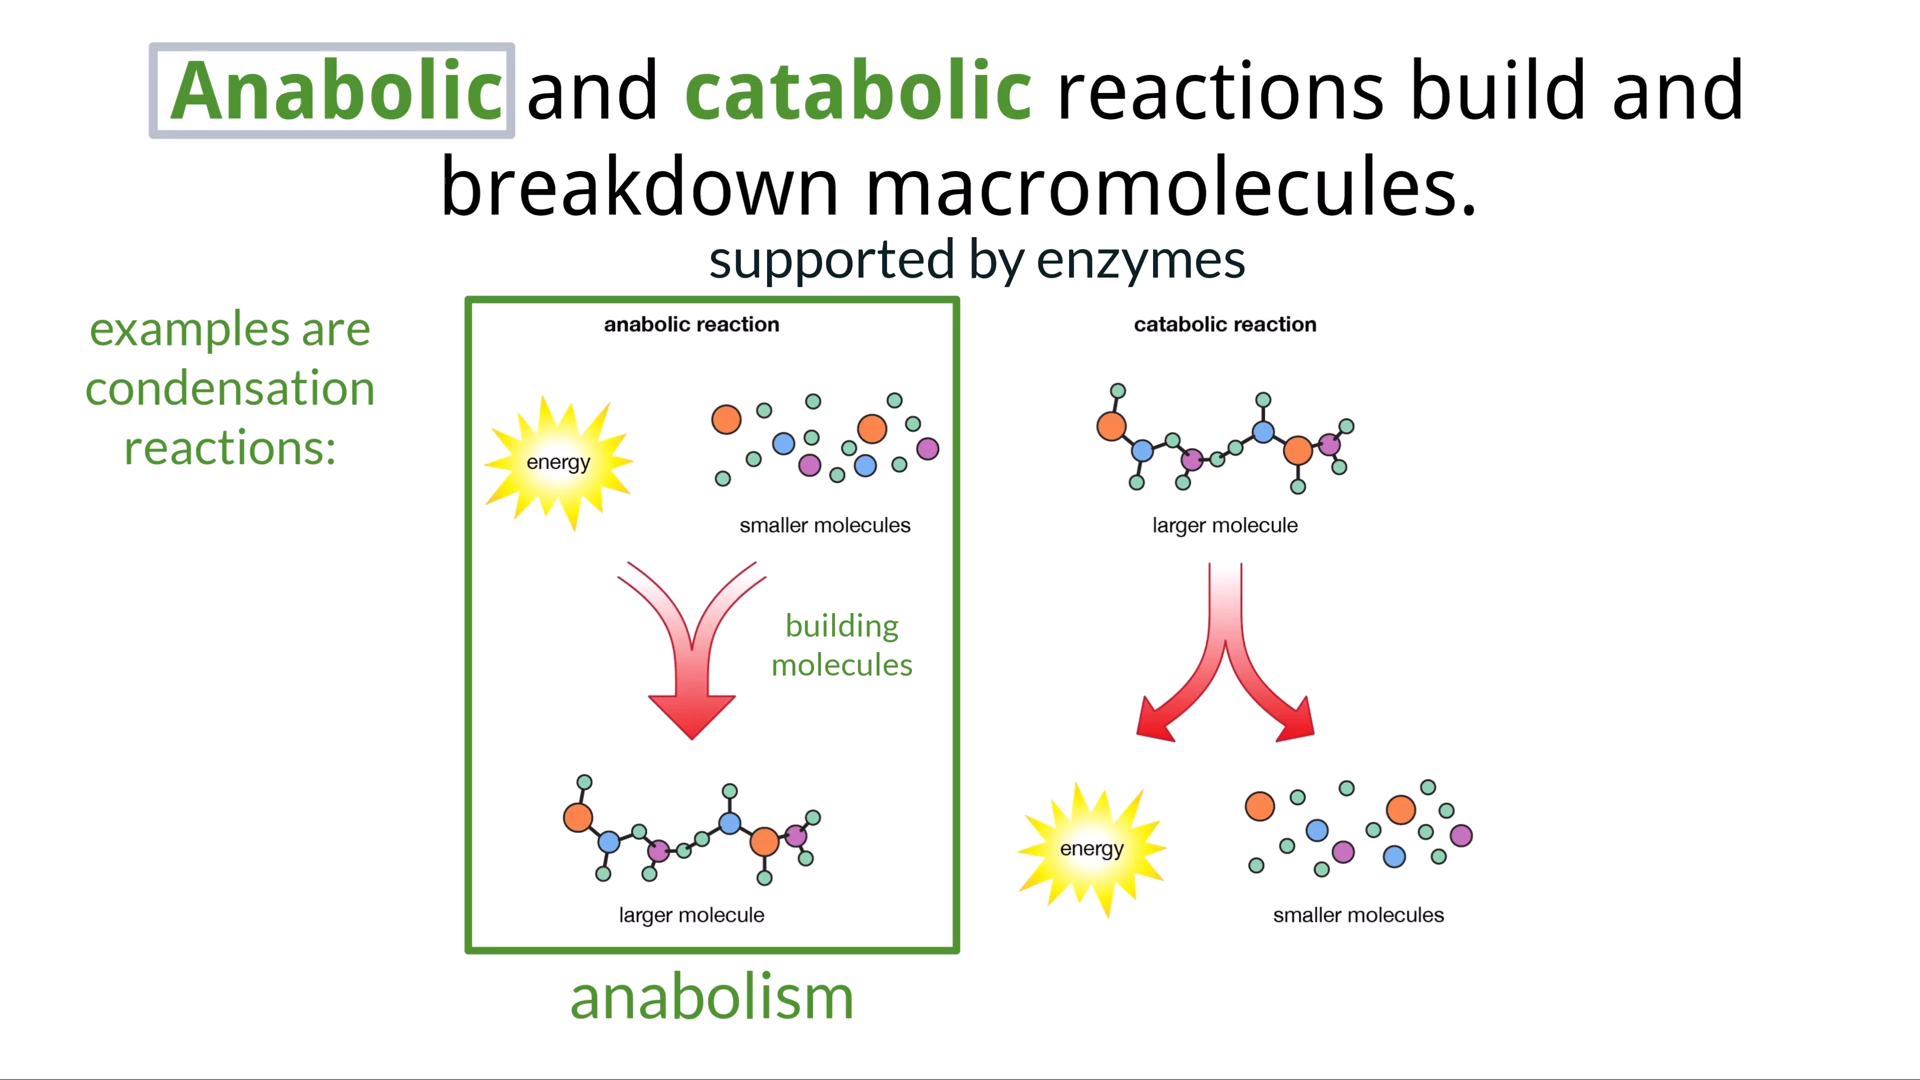 Anabolic and catabolic reactions build and
breakdown macromolecules.
supported by enzymes
examples are
condensation
reactions:
anabolic reaction
energy
smaller molecules
building
molecules
larger molecule
anabolism
catabolic reaction
larger molecule
energy
smaller molecules